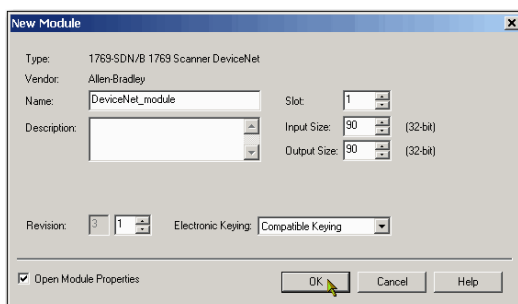 New Module
Type: 1769-SDN/B 1769 Scanner DeviceNet
Vendor: Allen-Bradley
Name: DeviceNet_module Slot: 1
Description: Input Size: 90 (32-bit)
Output Size: 90 (32-bit)
Revision: 3 1 Electronic Keying: Compatible Keying
Open Module Properties OK Cancel Help